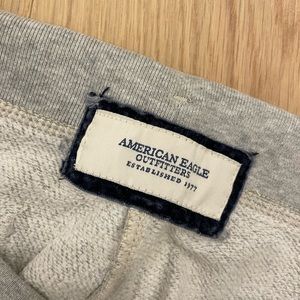 AMERICAN EAGLE
OUTFITTERS
ESTABLISHED 1977